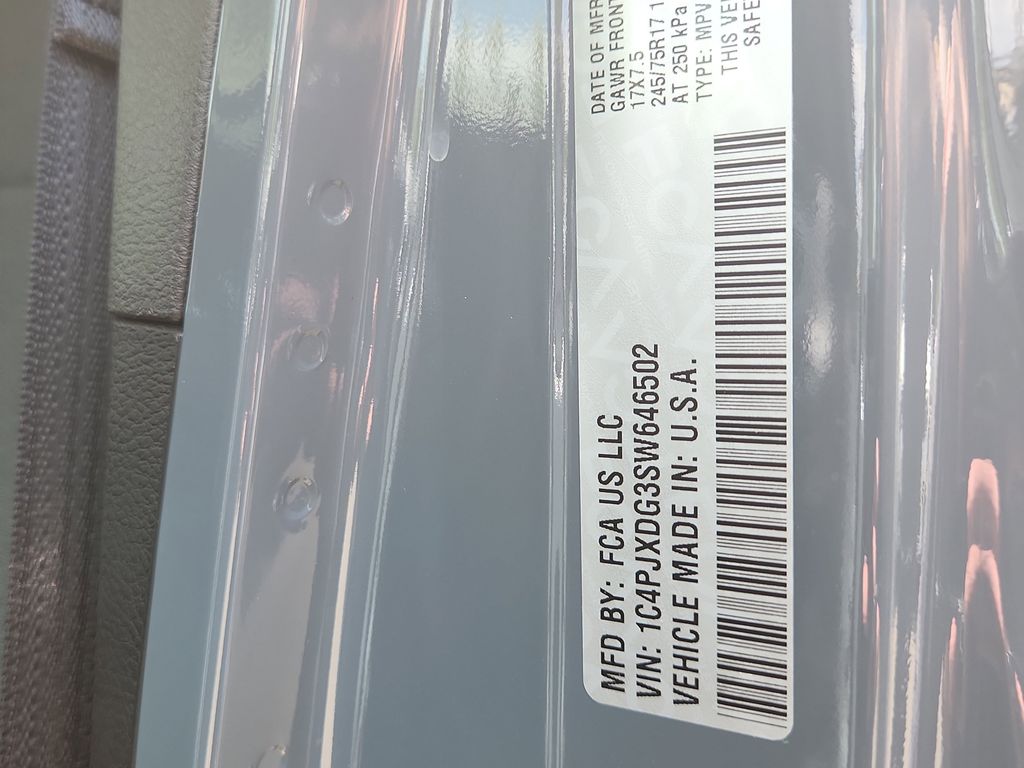 MFD BY: FCA US LLC
DATE OF MFR
VIN: 1C4PJXDG3SW646502
GAWR FRONT
17X7.5
VEHICLE MADE IN: U.S.A.
245/75R17 1
AT 250 kPa
TYPE: MPV
THIS VE
SAFE